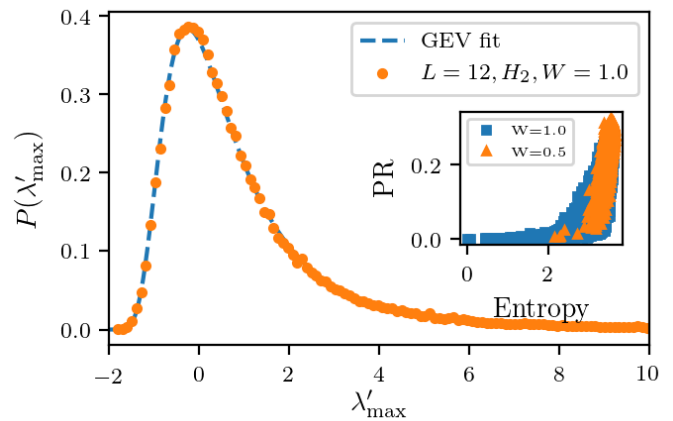 0.4
0.3
0.2
0.1
0.0
P(λ′max)
−2
0
2
4
6
8
10
λ′max
GEV fit
L = 12, H2, W = 1.0
W=1.0
W=0.5
0.2
0.0
PR
0
2
Entropy